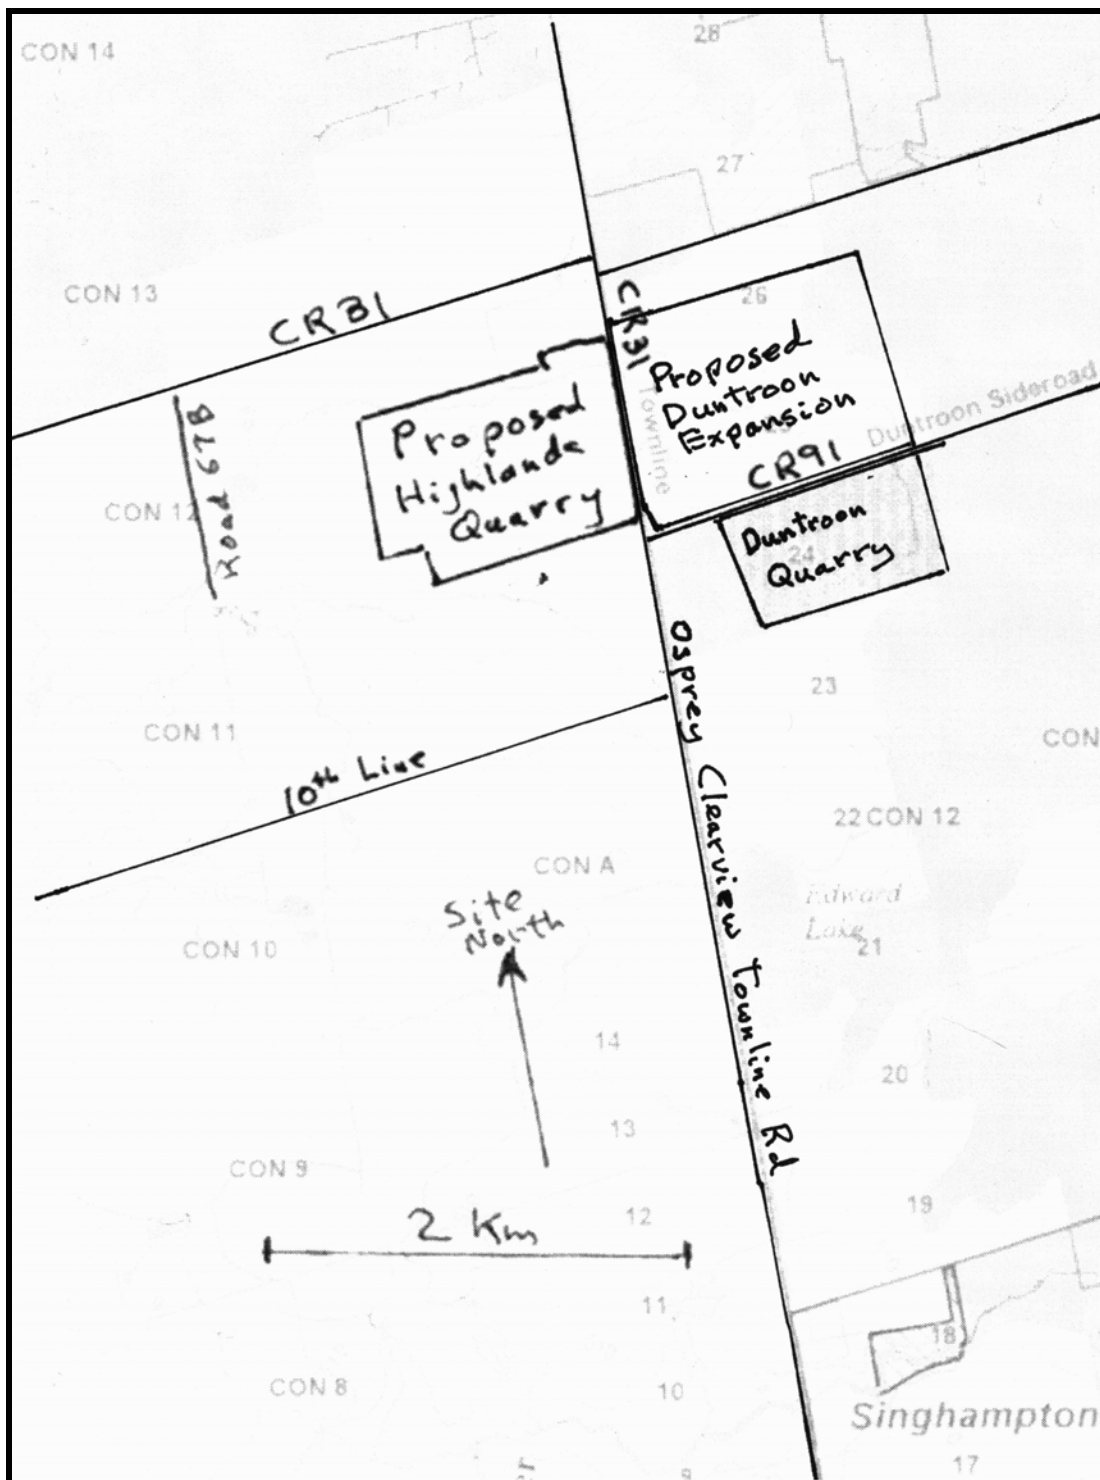 CON 14
28
27
CON 13
CR31
CR31
26
Proposed
Duntroon
Expansion
Townline
Duntroon Sideroad
CR91
Proposed
Highlands
Quarry
Road 67B
CON 12
Duntroon
Quarry
24
Osprey Clearview Townline Rd
23
CON 11
CON
10th Line
22 CON 12
CON A
Edward
Lake
21
Site
North
CON 10
14
20
13
CON 9
19
12
2 Km
11
18
CON 8
10
Singhampton
17
9